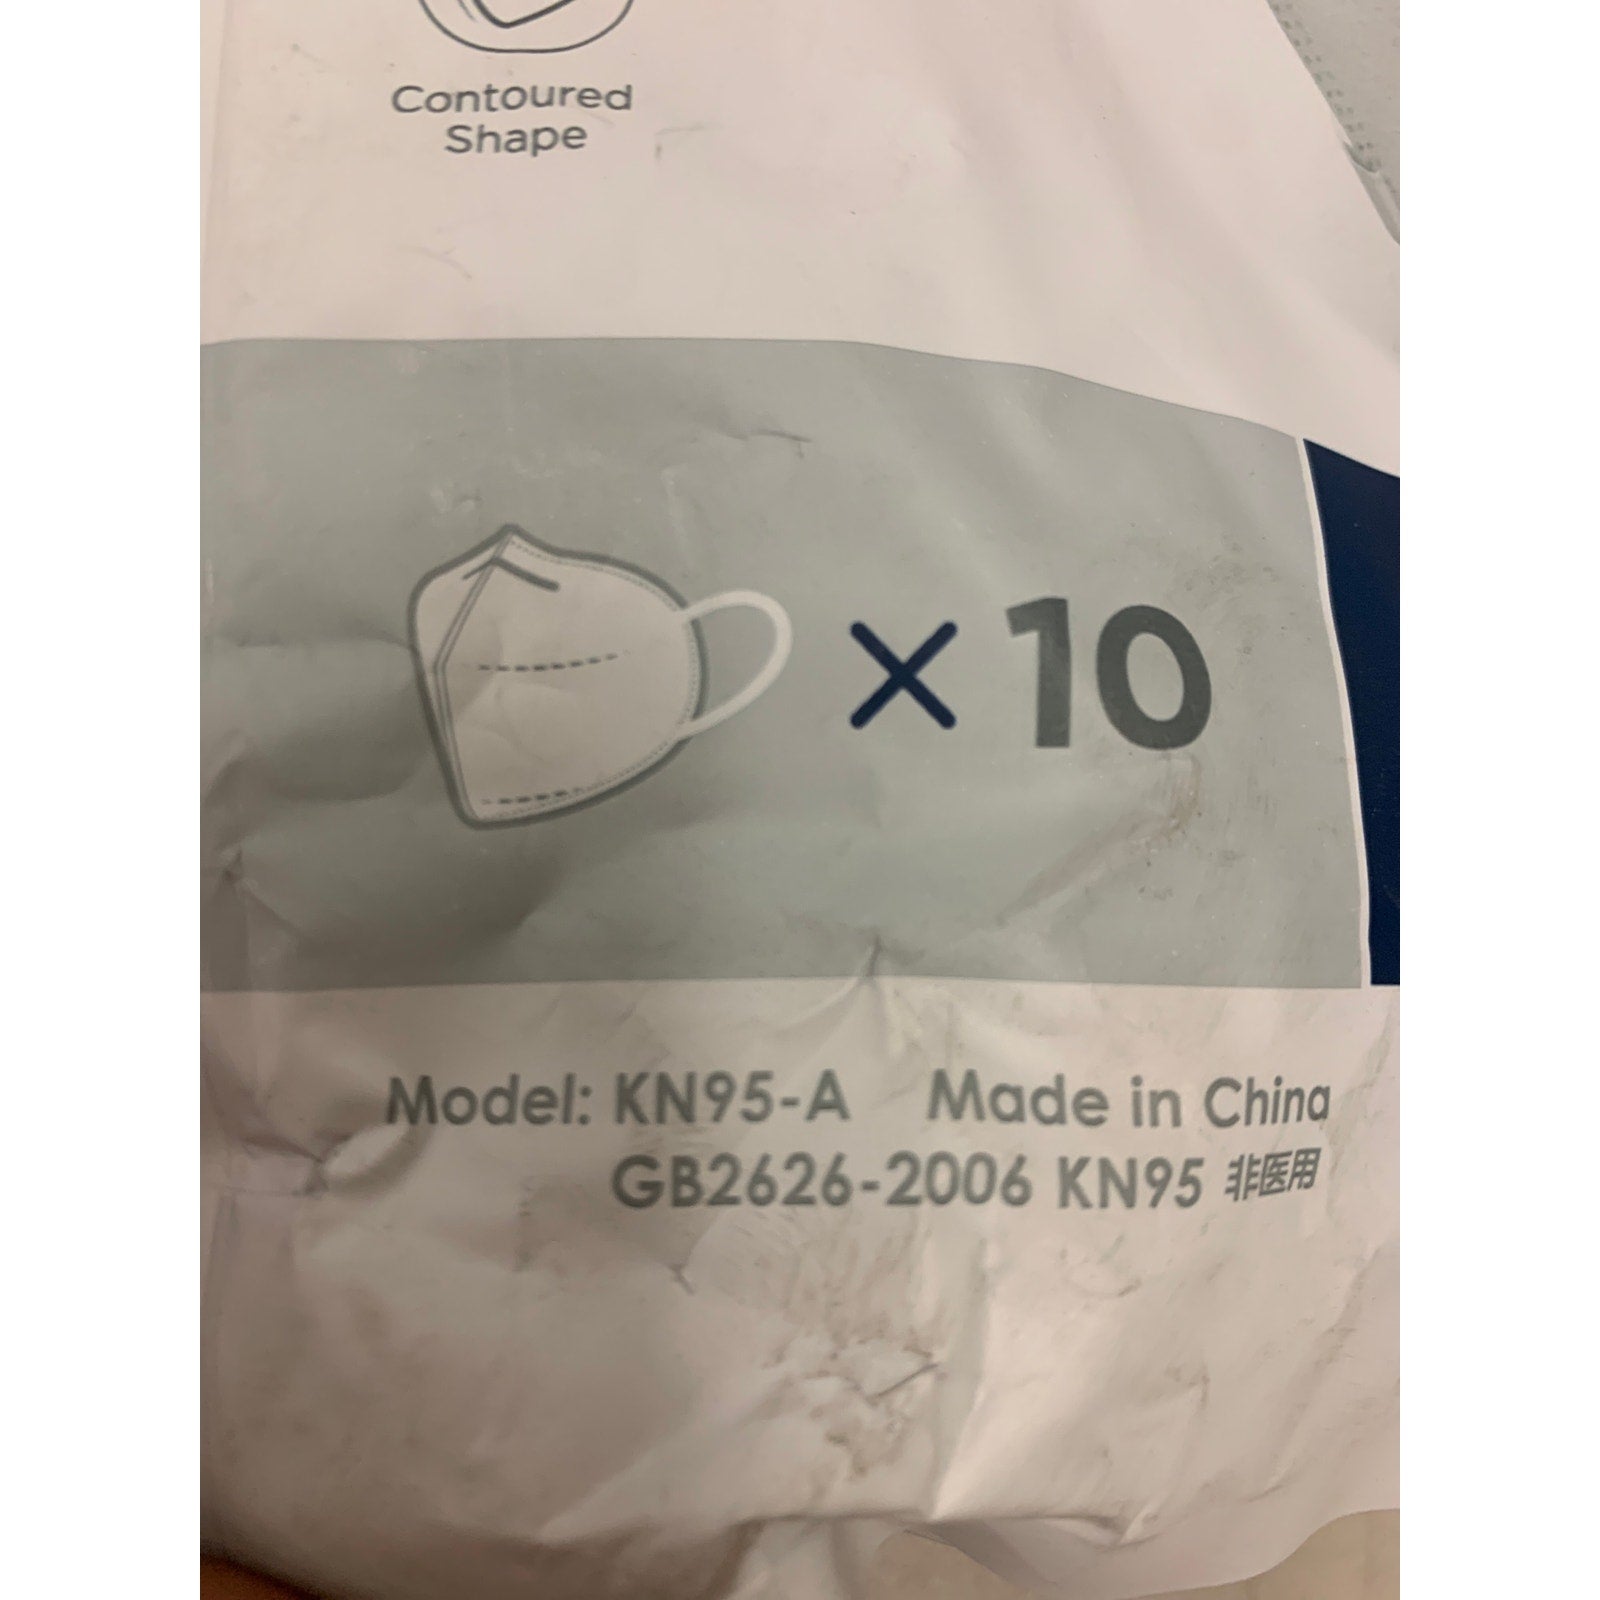 Contoured
Shape
× 10
Model: KN95-A Made in China
GB2626-2006 KN95 非医用